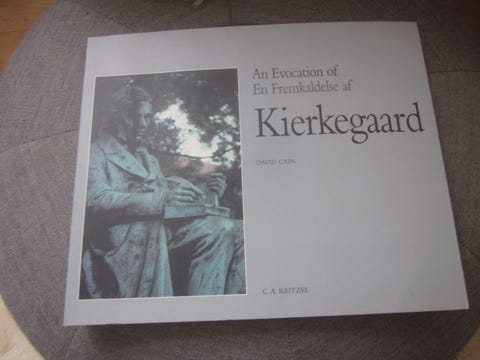 An Evocation of
En Fremkaldelse af
Kierkegaard
DAVID CAIN
C. A. REITZEL